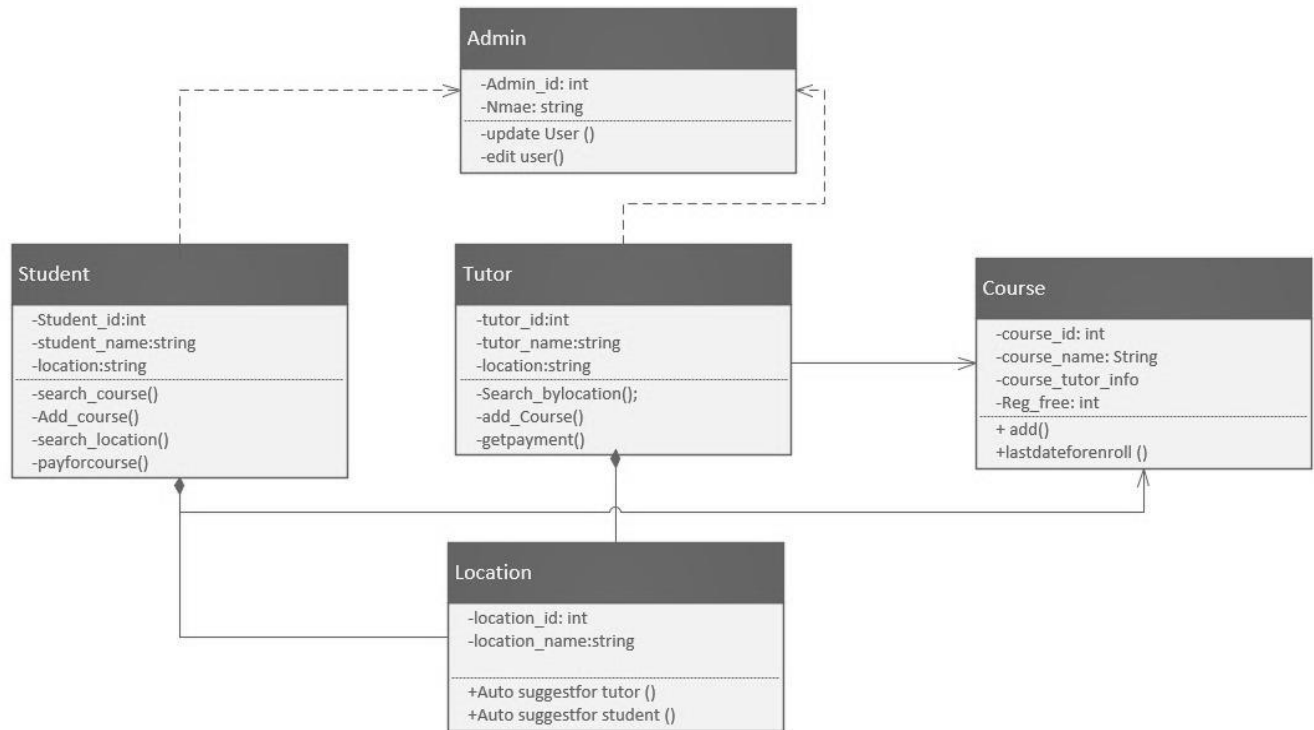 Admin
-Admin_id: int
-Nmae: string
-update User ()
-edit user()
Student
-Student_id:int
-student_name:string
-location:string
-search_course()
-Add_course()
-search_location()
-payforcourse()
Tutor
-tutor_id:int
-tutor_name:string
-location:string
-Search_bylocation();
-add_Course()
-getpayment()
Course
-course_id: int
-course_name: String
-course_tutor_info
-Reg_free: int
+ add()
+lastdateforenroll ()
Location
-location_id: int
-location_name:string
+Auto suggestfor tutor ()
+Auto suggestfor student ()